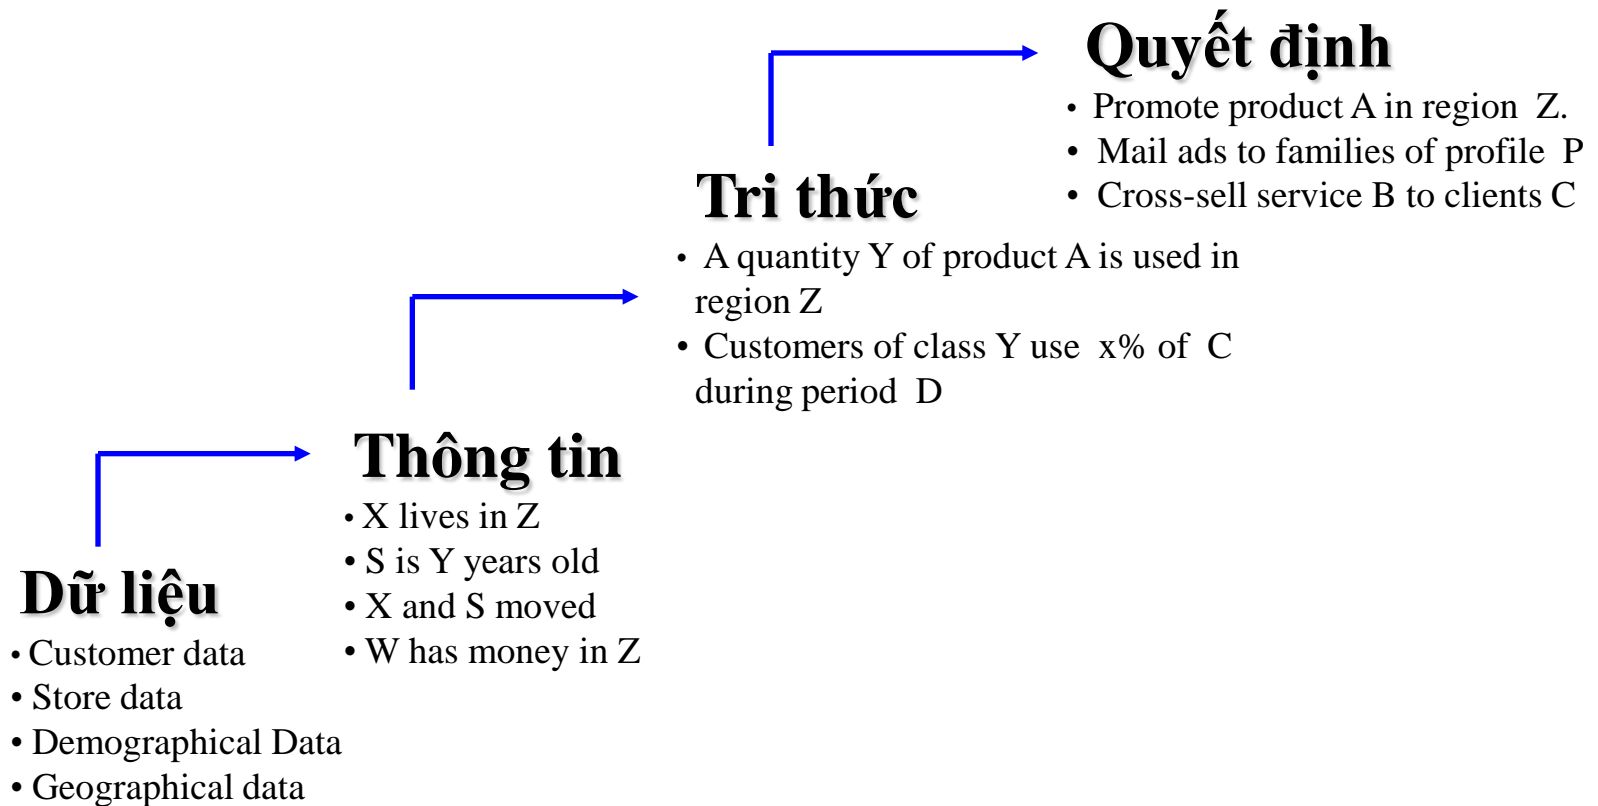 Quyết định
• Promote product A in region Z.
• Mail ads to families of profile P
• Cross-sell service B to clients C
Tri thức
• A quantity Y of product A is used in
region Z
• Customers of class Y use x% of C
during period D
Thông tin
• X lives in Z
• S is Y years old
• X and S moved
• W has money in Z
Dữ liệu
• Customer data
• Store data
• Demographical Data
• Geographical data